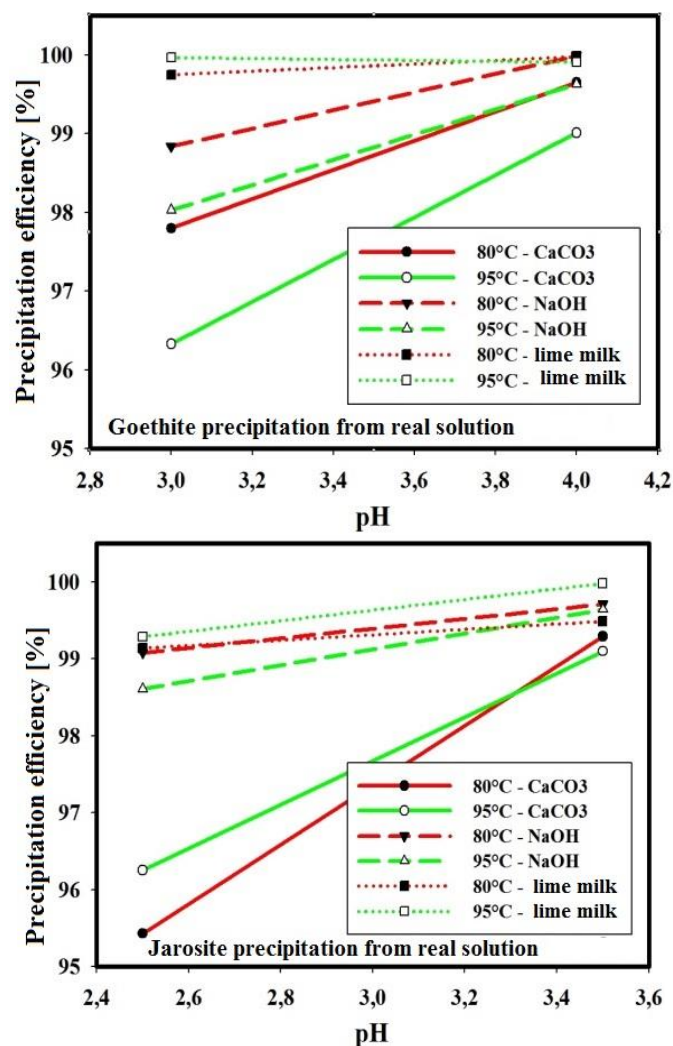 Precipitation efficiency [%]
100
99
98
97
96
95
80°C - CaCO3
95°C - CaCO3
80°C - NaOH
95°C - NaOH
80°C - lime milk
95°C - lime milk
Goethite precipitation from real solution
2,8 3,0 3,2 3,4 3,6 3,8 4,0 4,2
pH
Precipitation efficiency [%]
100
99
98
97
96
95
80°C - CaCO3
95°C - CaCO3
80°C - NaOH
95°C - NaOH
80°C - lime milk
95°C - lime milk
Jarosite precipitation from real solution
2,4 2,6 2,8 3,0 3,2 3,4 3,6
pH